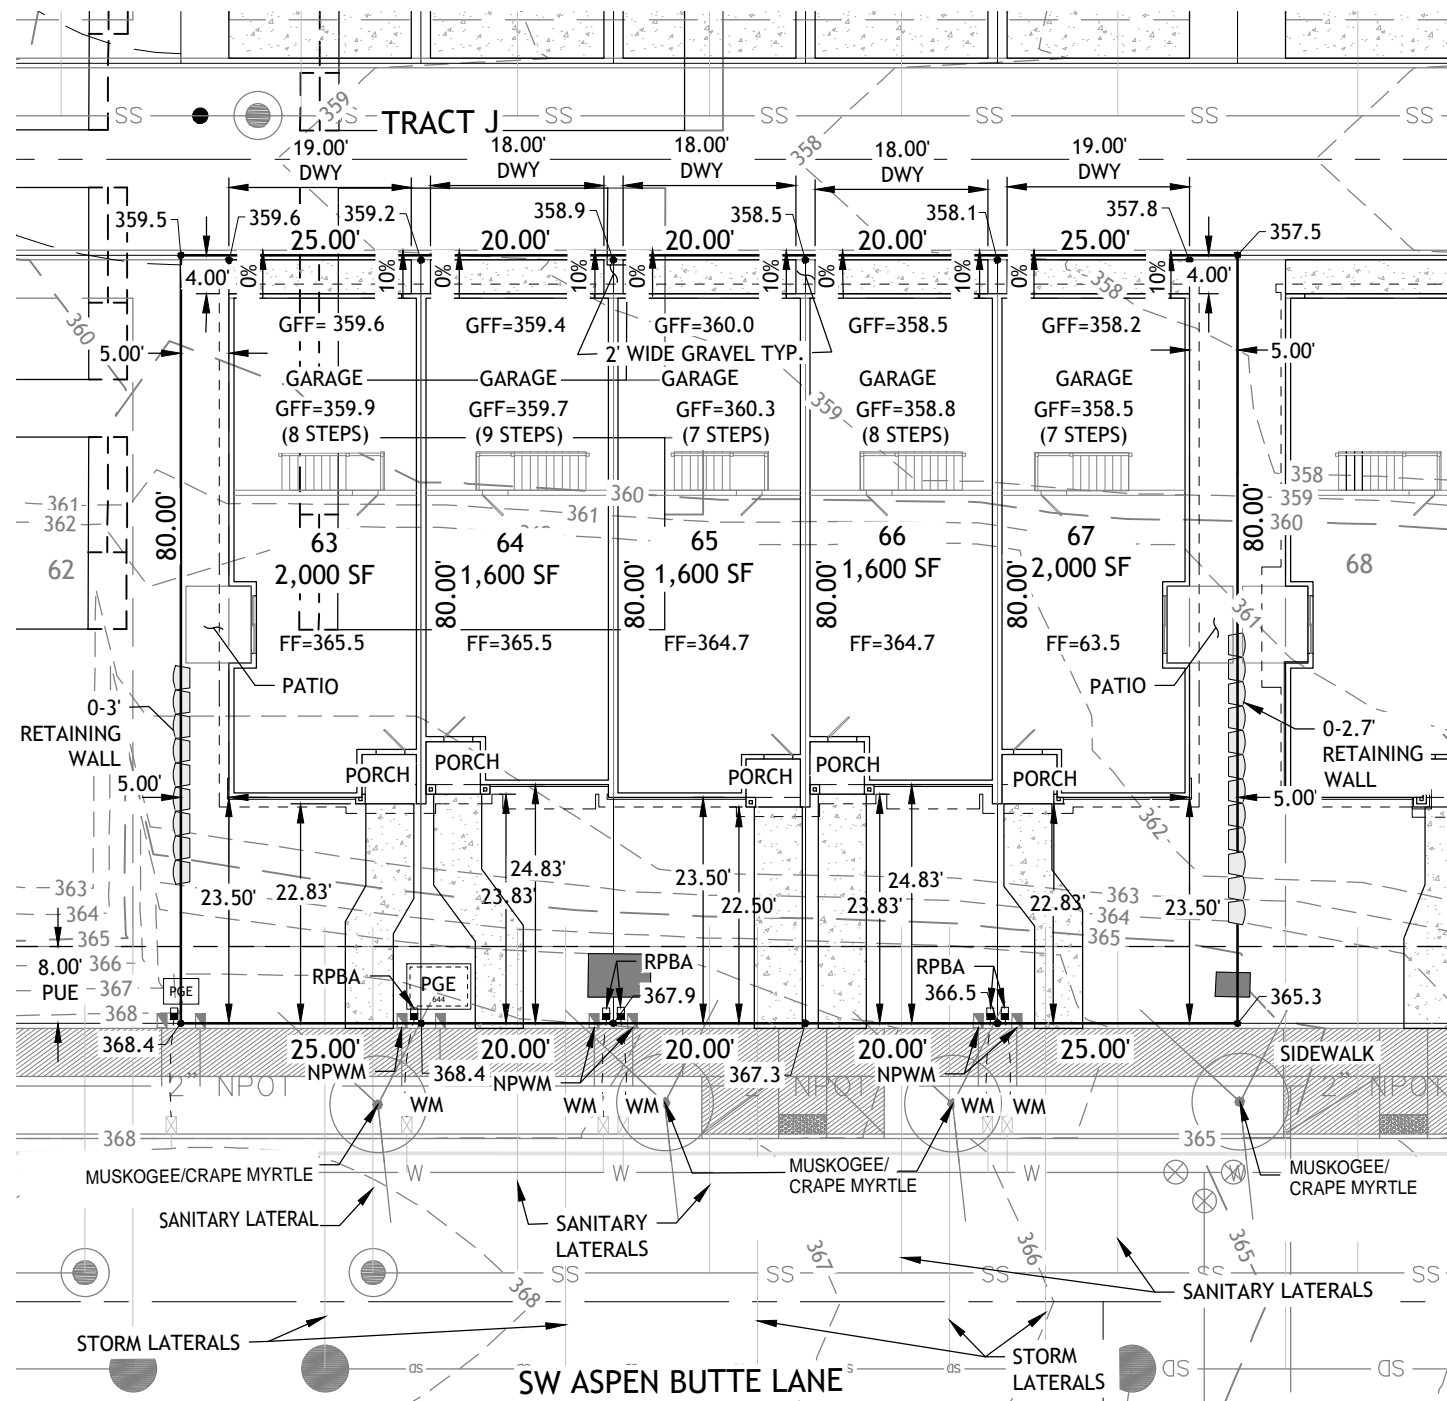 SS
SS
SS
SS
SS
SS
359
TRACT J
358
19.00'
DWY
18.00'
DWY
18.00'
DWY
18.00'
DWY
19.00'
DWY
359.5
359.6
359.2
358.9
358.5
358.1
357.8
357.5
25.00'
20.00'
20.00'
20.00'
25.00'
4.00'
0%
10%
0%
10%
0%
10%
0%
10%
0%
10%
4.00'
358
360
GFF= 359.6
GFF=359.4
GFF=360.0
GFF=358.5
GFF=358.2
5.00'
2' WIDE GRAVEL TYP.
5.00'
GARAGE
GARAGE
GARAGE
GARAGE
GARAGE
GFF=359.9
(8 STEPS)
GFF=359.7
(9 STEPS)
GFF=360.3
(7 STEPS)
359
GFF=358.8
(8 STEPS)
GFF=358.5
(7 STEPS)
358
359
360
361
362
360
361
80.00'
80.00'
80.00'
80.00'
80.00'
80.00'
62
63
2,000 SF
64
1,600 SF
65
1,600 SF
66
1,600 SF
67
2,000 SF
68
361
FF=365.5
FF=365.5
FF=364.7
FF=364.7
FF=63.5
PATIO
PATIO
0-3'
RETAINING
WALL
0-2.7'
RETAINING
WALL
PORCH
PORCH
PORCH
PORCH
PORCH
5.00'
5.00'
362
23.50'
22.83'
24.83'
23.83'
23.50'
22.50'
24.83'
23.83'
22.83'
23.50'
363
364
365
366
367
368
363
364
365
8.00'
PUE
PGE
RPBA
PGE
644
RPBA
367.9
RPBA
366.5
365.3
368.4
25.00'
20.00'
20.00'
20.00'
25.00'
SIDEWALK
NPWM
368.4
NPWM
367.3
NPWM
2" NPOT
NPOT
2" NPOT
WM
WM
WM
WM
WM
368
365
MUSKOGEE/CRAPE MYRTLE
W
W
MUSKOGEE/
CRAPE MYRTLE
W
W
MUSKOGEE/
CRAPE MYRTLE
SANITARY LATERAL
SANITARY
LATERALS
367
366
365
SS
SS
SS
SS
368
SANITARY LATERALS
STORM LATERALS
STORM
LATERALS
SD
SD
SD
SD
SD
SW ASPEN BUTTE LANE